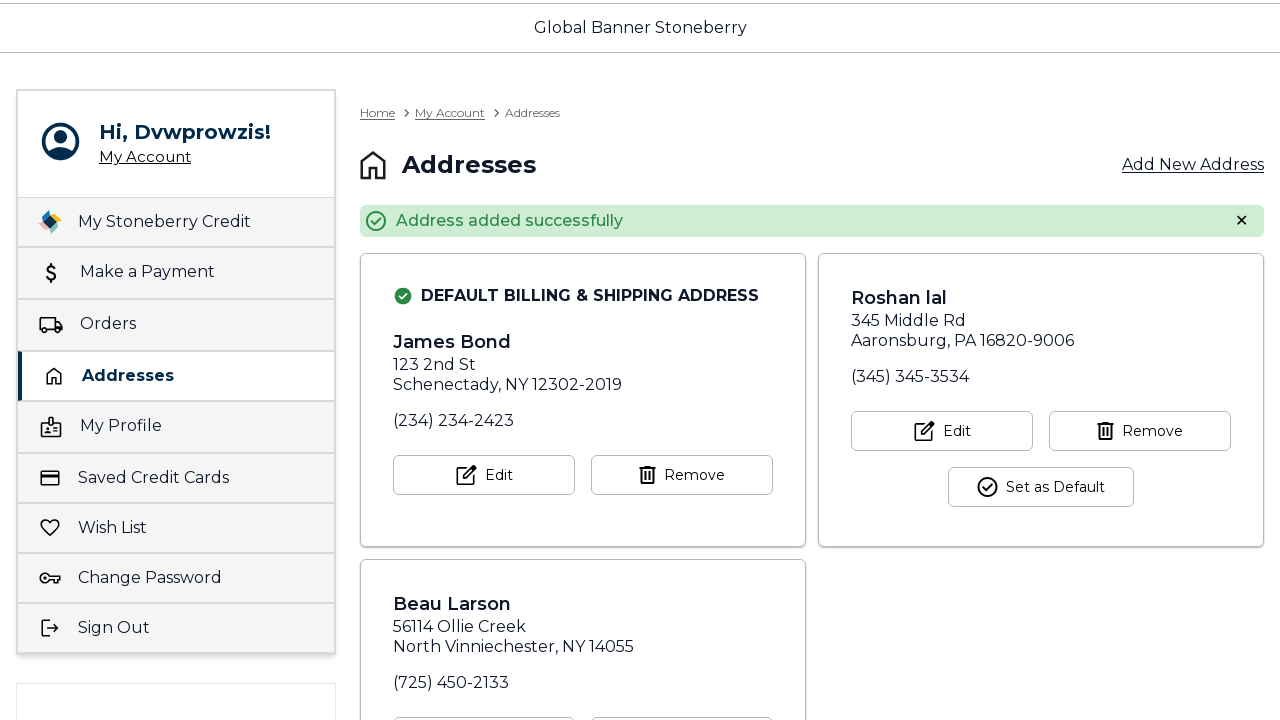 Global Banner Stoneberry
Hi, Dvwprowzis!
My Account
My Stoneberry Credit
Make a Payment
Orders
Addresses
My Profile
Saved Credit Cards
Wish List
Change Password
Sign Out
Home > My Account > Addresses
Addresses
Add New Address
Address added successfully
DEFAULT BILLING & SHIPPING ADDRESS
James Bond
123 2nd St
Schenectady, NY 12302-2019
(234) 234-2423
Edit
Remove
Roshan lal
345 Middle Rd
Aaronsburg, PA 16820-9006
(345) 345-3534
Edit
Remove
Set as Default
Beau Larson
56114 Ollie Creek
North Vinniechester, NY 14055
(725) 450-2133